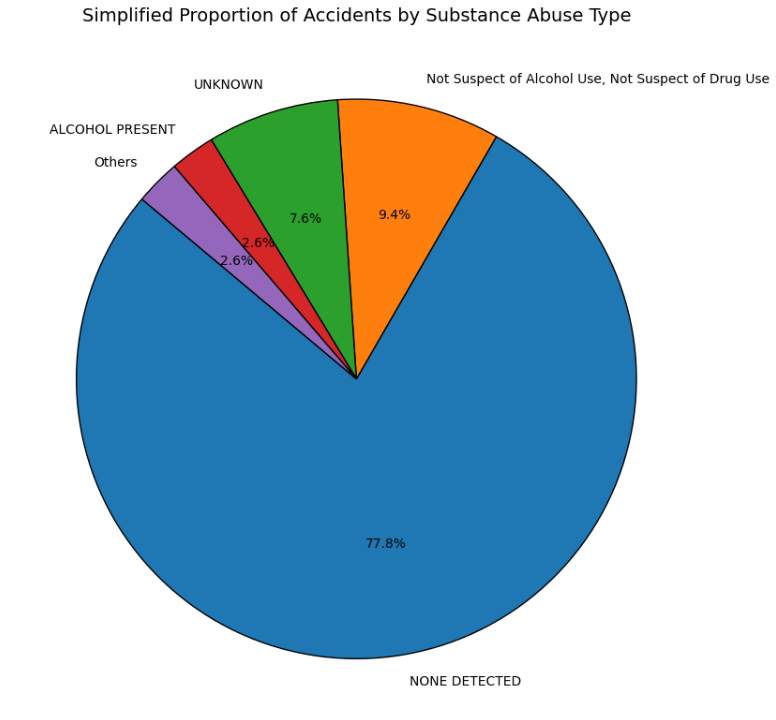 Simplified Proportion of Accidents by Substance Abuse Type
Not Suspect of Alcohol Use, Not Suspect of Drug Use
UNKNOWN
ALCOHOL PRESENT
Others
9.4%
7.6%
2.6%
2.6%
77.8%
NONE DETECTED